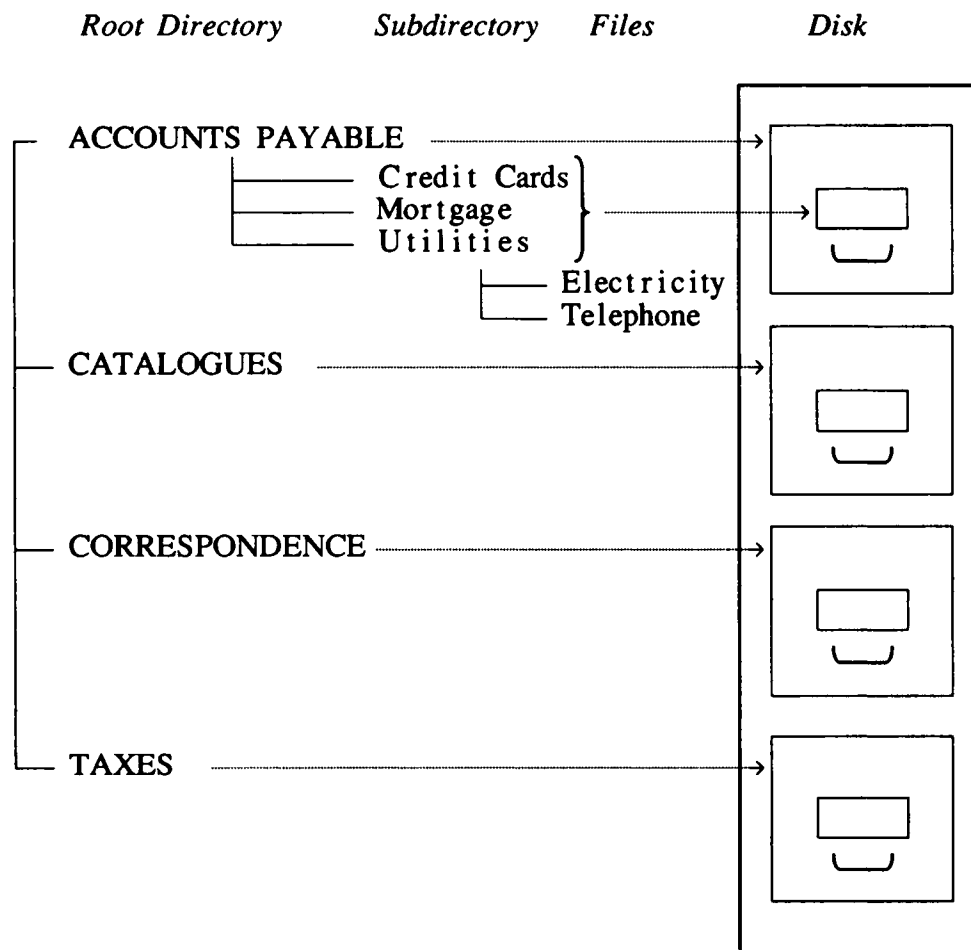 Root Directory Subdirectory Files Disk
ACCOUNTS PAYABLE
Credit Cards
Mortgage
Utilities
Electricity
Telephone
CATALOGUES
CORRESPONDENCE
TAXES